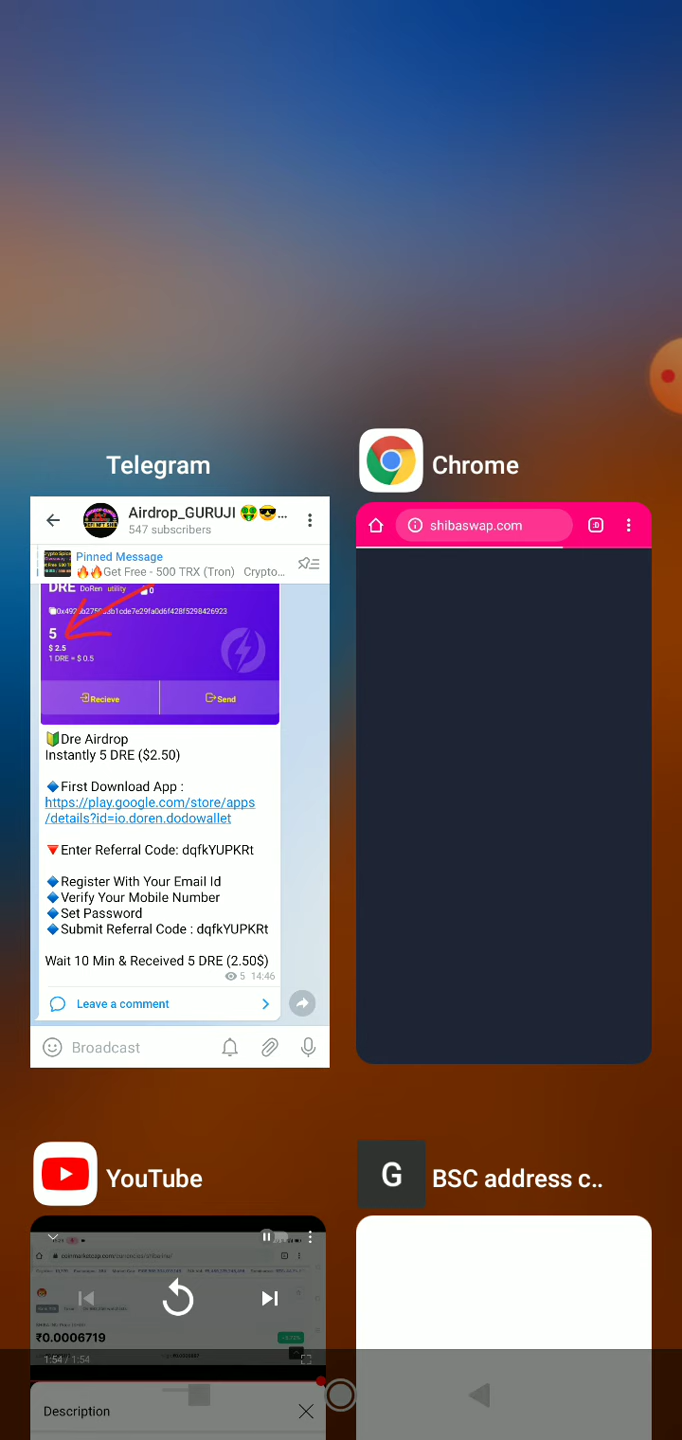 Telegram
Chrome
Airdrop_GURUJI 🤑😎...
547 subscribers
Pinned Message
🔥🔥Get Free - 500 TRX (Tron) Crypto...
shibaswap.com
:D
DRE DoRen utility
5
$ 2.5
1 DRE = $ 0.5
Recieve
Send
🔰Dre Airdrop
Instantly 5 DRE ($2.50)
🔹First Download App :
https://play.google.com/store/apps
/details?id=io.doren.dodowallet
🔻Enter Referral Code: dqfkYUPKRt
🔹Register With Your Email Id
🔹Verify Your Mobile Number
🔹Set Password
🔹Submit Referral Code : dqfkYUPKRt
Wait 10 Min & Received 5 DRE (2.50$)
5 14:46
Leave a comment
Broadcast
YouTube
G
BSC address c..
₹0.0006719
1:54 / 1:54
Description